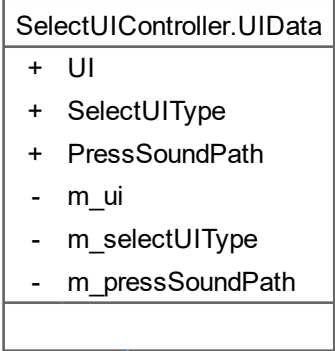 SelectUIController.UIData
+ UI
+ SelectUIType
+ PressSoundPath
- m_ui
- m_selectUIType
- m_pressSoundPath